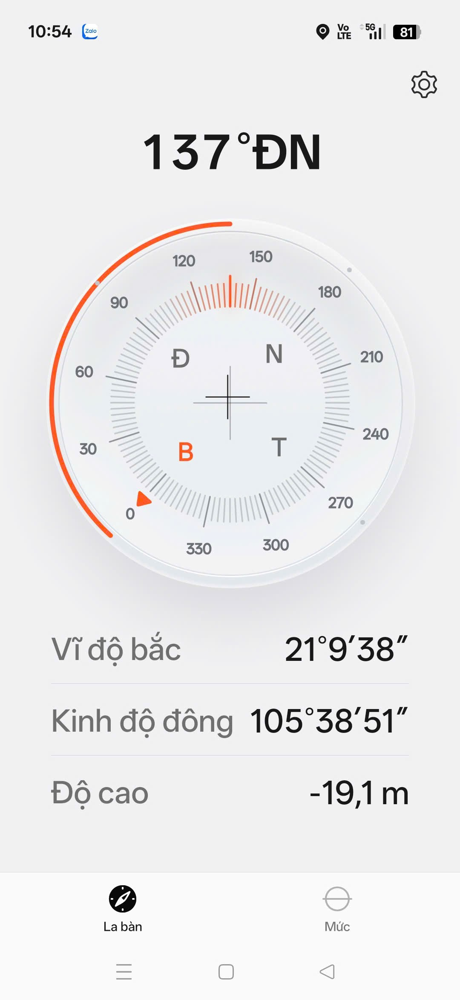 10:54 Zalo Vo LTE 5G 81
137°ĐN
120 150
90 180
60 210
Đ N
30 240
B T
0 270
330 300
Vĩ độ bắc 21°9′38″
Kinh độ đông 105°38′51″
Độ cao -19,1 m
La bàn Mức